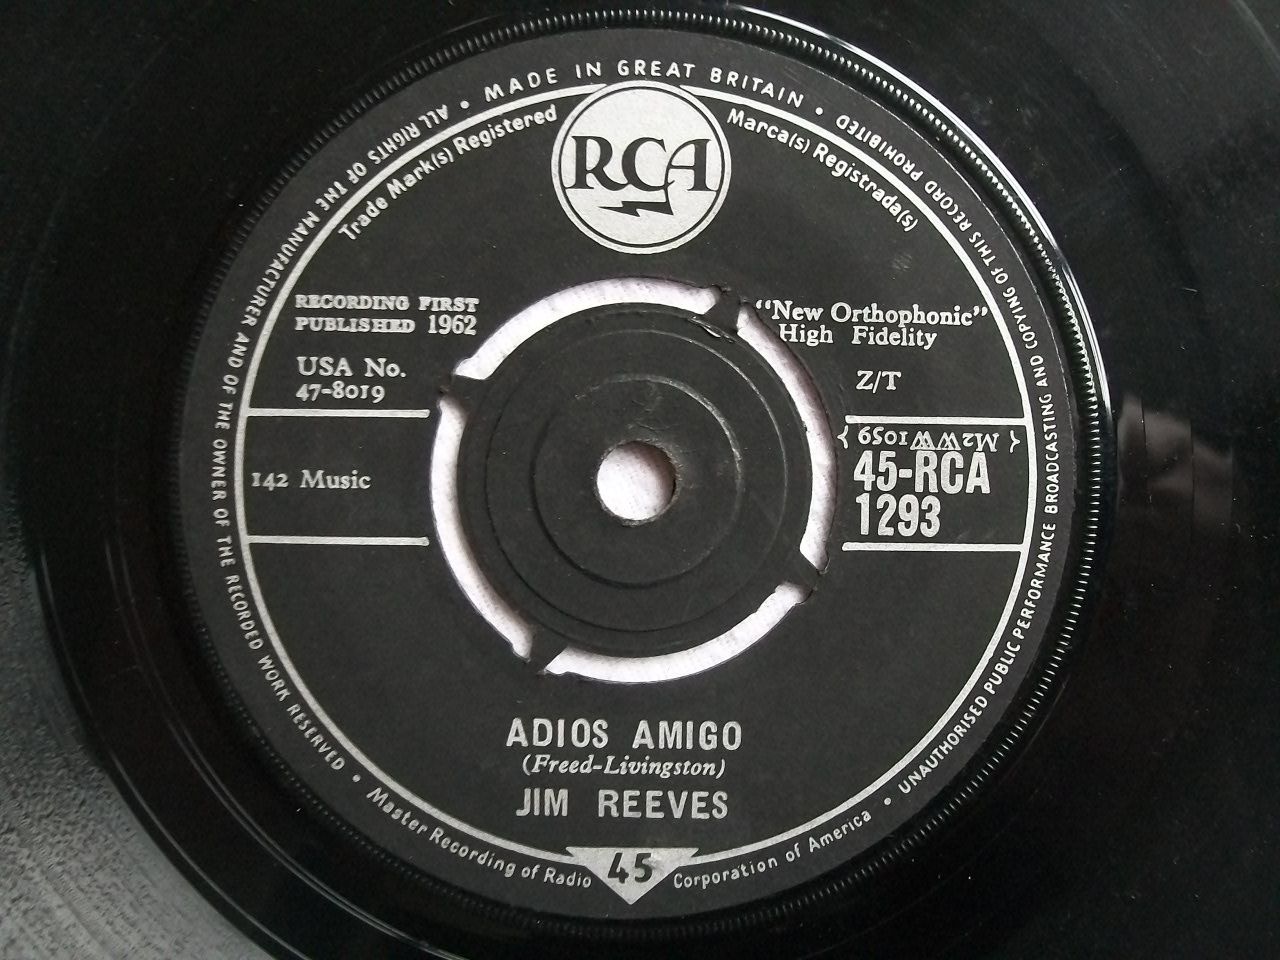 MADE IN GREAT BRITAIN • UNAUTHORISED PUBLIC PERFORMANCE BROADCASTING AND COPYING OF THIS RECORD PROHIBITED •
ALL RIGHTS OF THE MANUFACTURER AND OF THE OWNER OF THE RECORDED WORK RESERVED •
Trade Mark(s) Registered
RCA
Marca(s) Registrada(s)
RECORDING FIRST
PUBLISHED 1962
USA No.
47-8019
"New Orthophonic"
High Fidelity
Z/T
142 Music
{ M2WW1059 }
45-RCA
1293
ADIOS AMIGO
(Freed-Livingston)
JIM REEVES
Master Recording of Radio Corporation of America
45